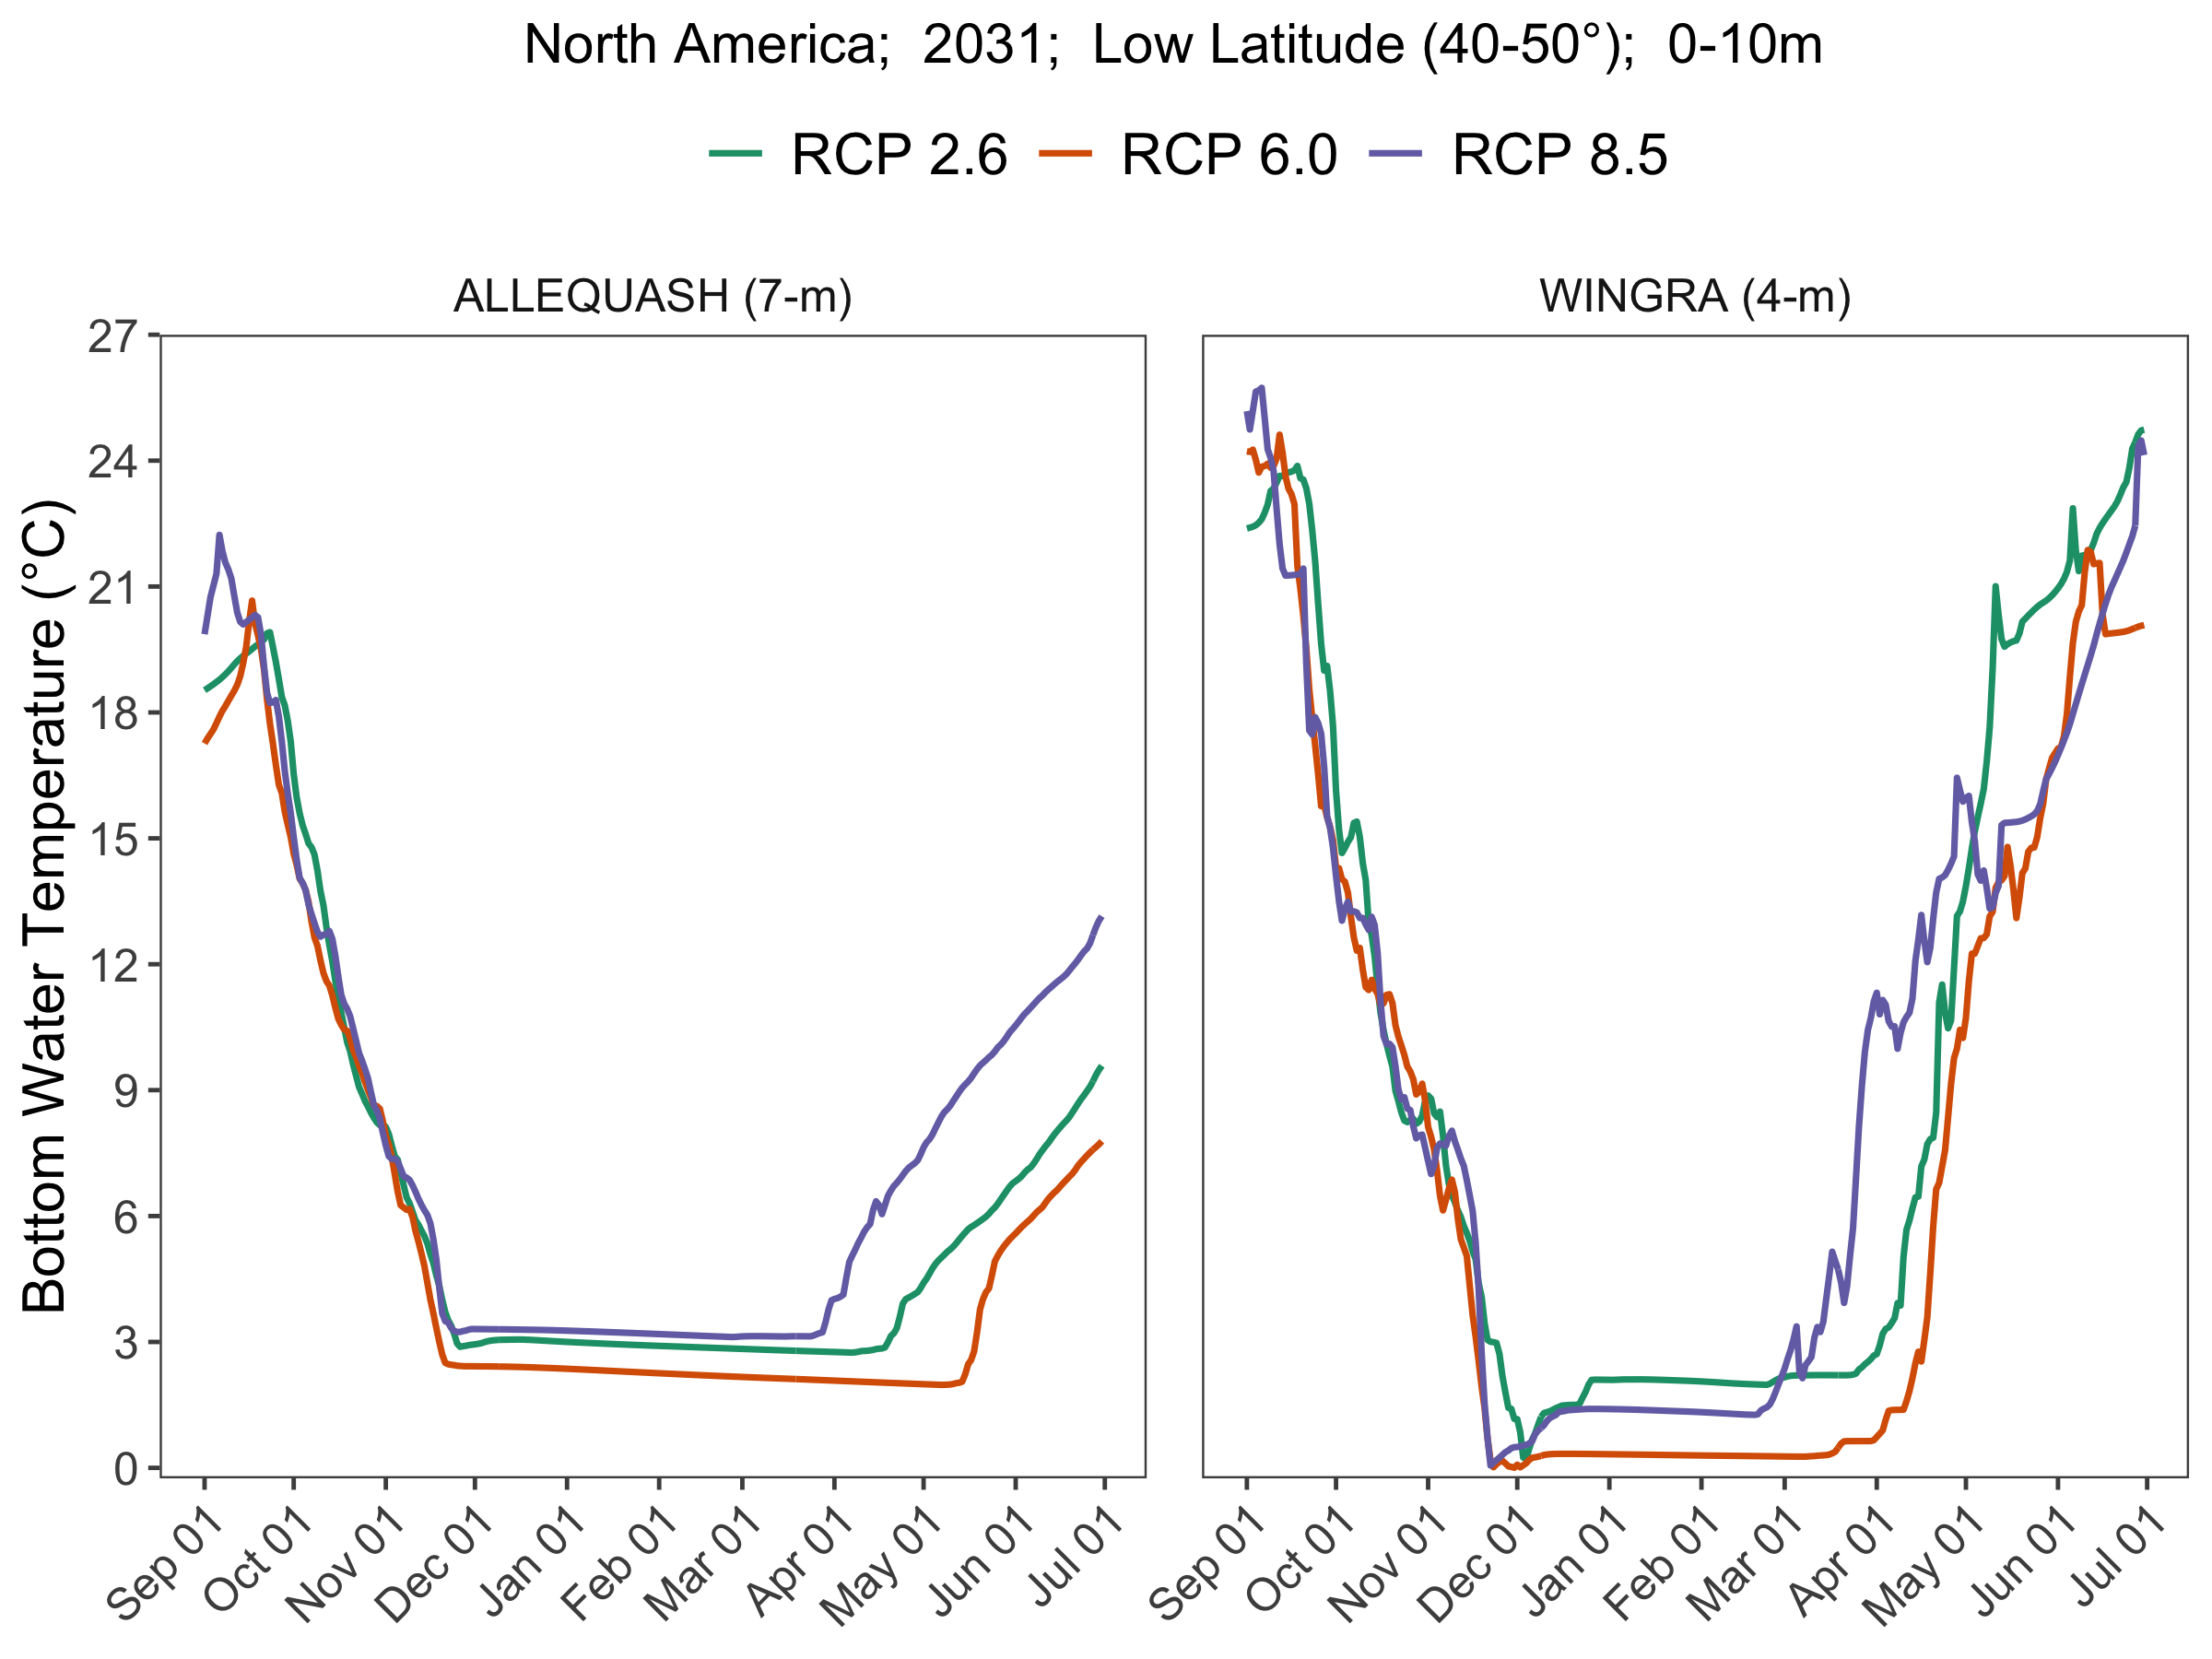 North America;  2031;  Low Latitude (40-50°);  0-10m
RCP 2.6 RCP 6.0 RCP 8.5
ALLEQUASH (7-m) WINGRA (4-m)
Bottom Water Temperature (°C)
27
24
21
18
15
12
9
6
3
0
Sep 01 Oct 01 Nov 01 Dec 01 Jan 01 Feb 01 Mar 01 Apr 01 May 01 Jun 01 Jul 01
Sep 01 Oct 01 Nov 01 Dec 01 Jan 01 Feb 01 Mar 01 Apr 01 May 01 Jun 01 Jul 01